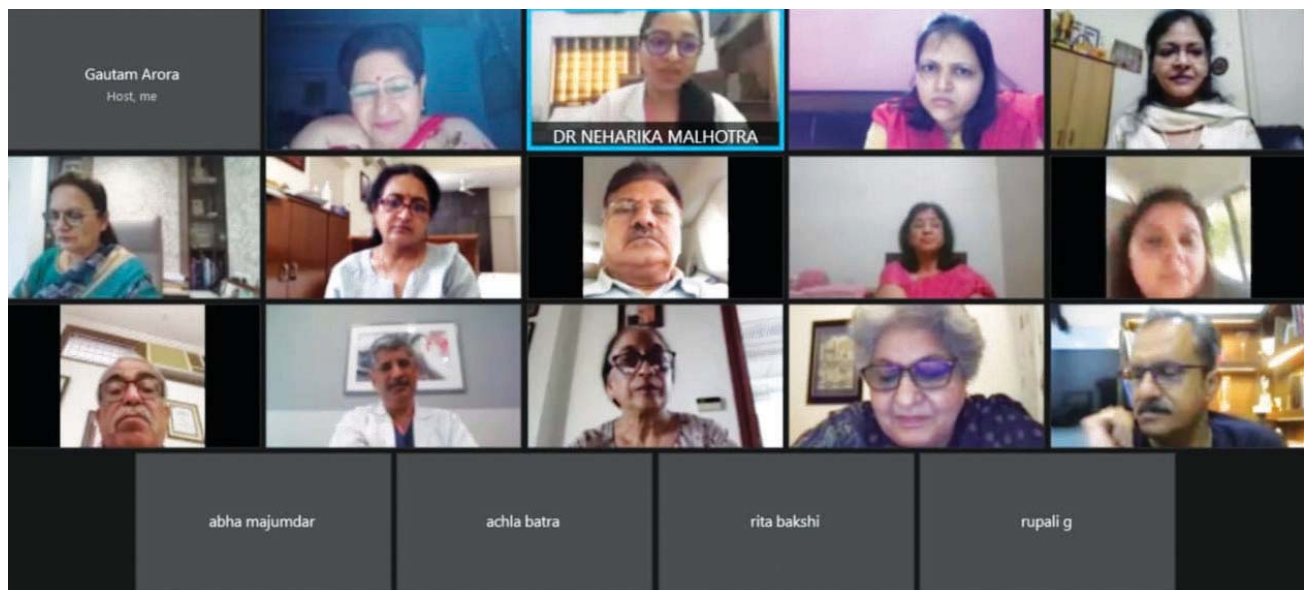 Gautam Arora
Host, me
DR NEHARIKA MALHOTRA
abha majumdar
achla batra
rita bakshi
rupali g